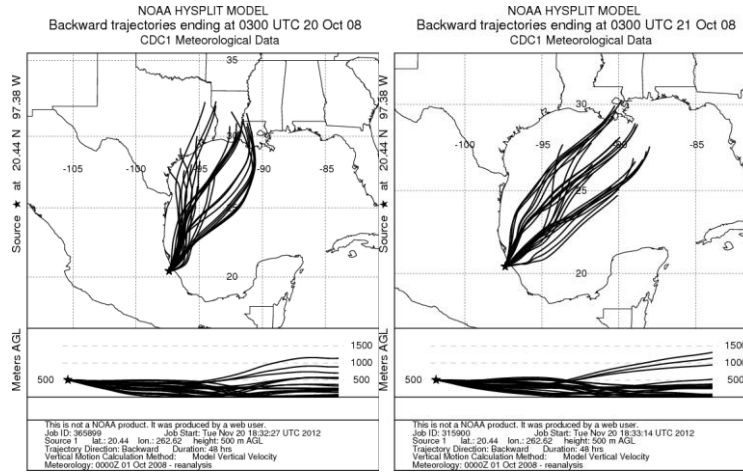 NOAA HYSPLIT MODEL
Backward trajectories ending at 0300 UTC 20 Oct 08
CDC1 Meteorological Data
Source ★ at 20.44 N 97.38 W
35
30
-105
-100
-95
-90
-85
25
20
Meters AGL
500
1500
1000
500
This is not a NOAA product. It was produced by a web user.
Job ID: 365899 Job Start: Tue Nov 20 18:32:27 UTC 2012
Source 1 lat.: 20.44 lon.: 262.62 height: 500 m AGL
Trajectory Direction: Backward Duration: 48 hrs
Vertical Motion Calculation Method: Model Vertical Velocity
Meteorology: 0000Z 01 Oct 2008 - reanalysis
NOAA HYSPLIT MODEL
Backward trajectories ending at 0300 UTC 21 Oct 08
CDC1 Meteorological Data
Source ★ at 20.44 N 97.38 W
30
-100
-95
-90
-85
25
20
Meters AGL
500
1500
1000
500
This is not a NOAA product. It was produced by a web user.
Job ID: 315900 Job Start: Tue Nov 20 18:33:14 UTC 2012
Source 1 lat.: 20.44 lon.: 262.62 height: 500 m AGL
Trajectory Direction: Backward Duration: 48 hrs
Vertical Motion Calculation Method: Model Vertical Velocity
Meteorology: 0000Z 01 Oct 2008 - reanalysis